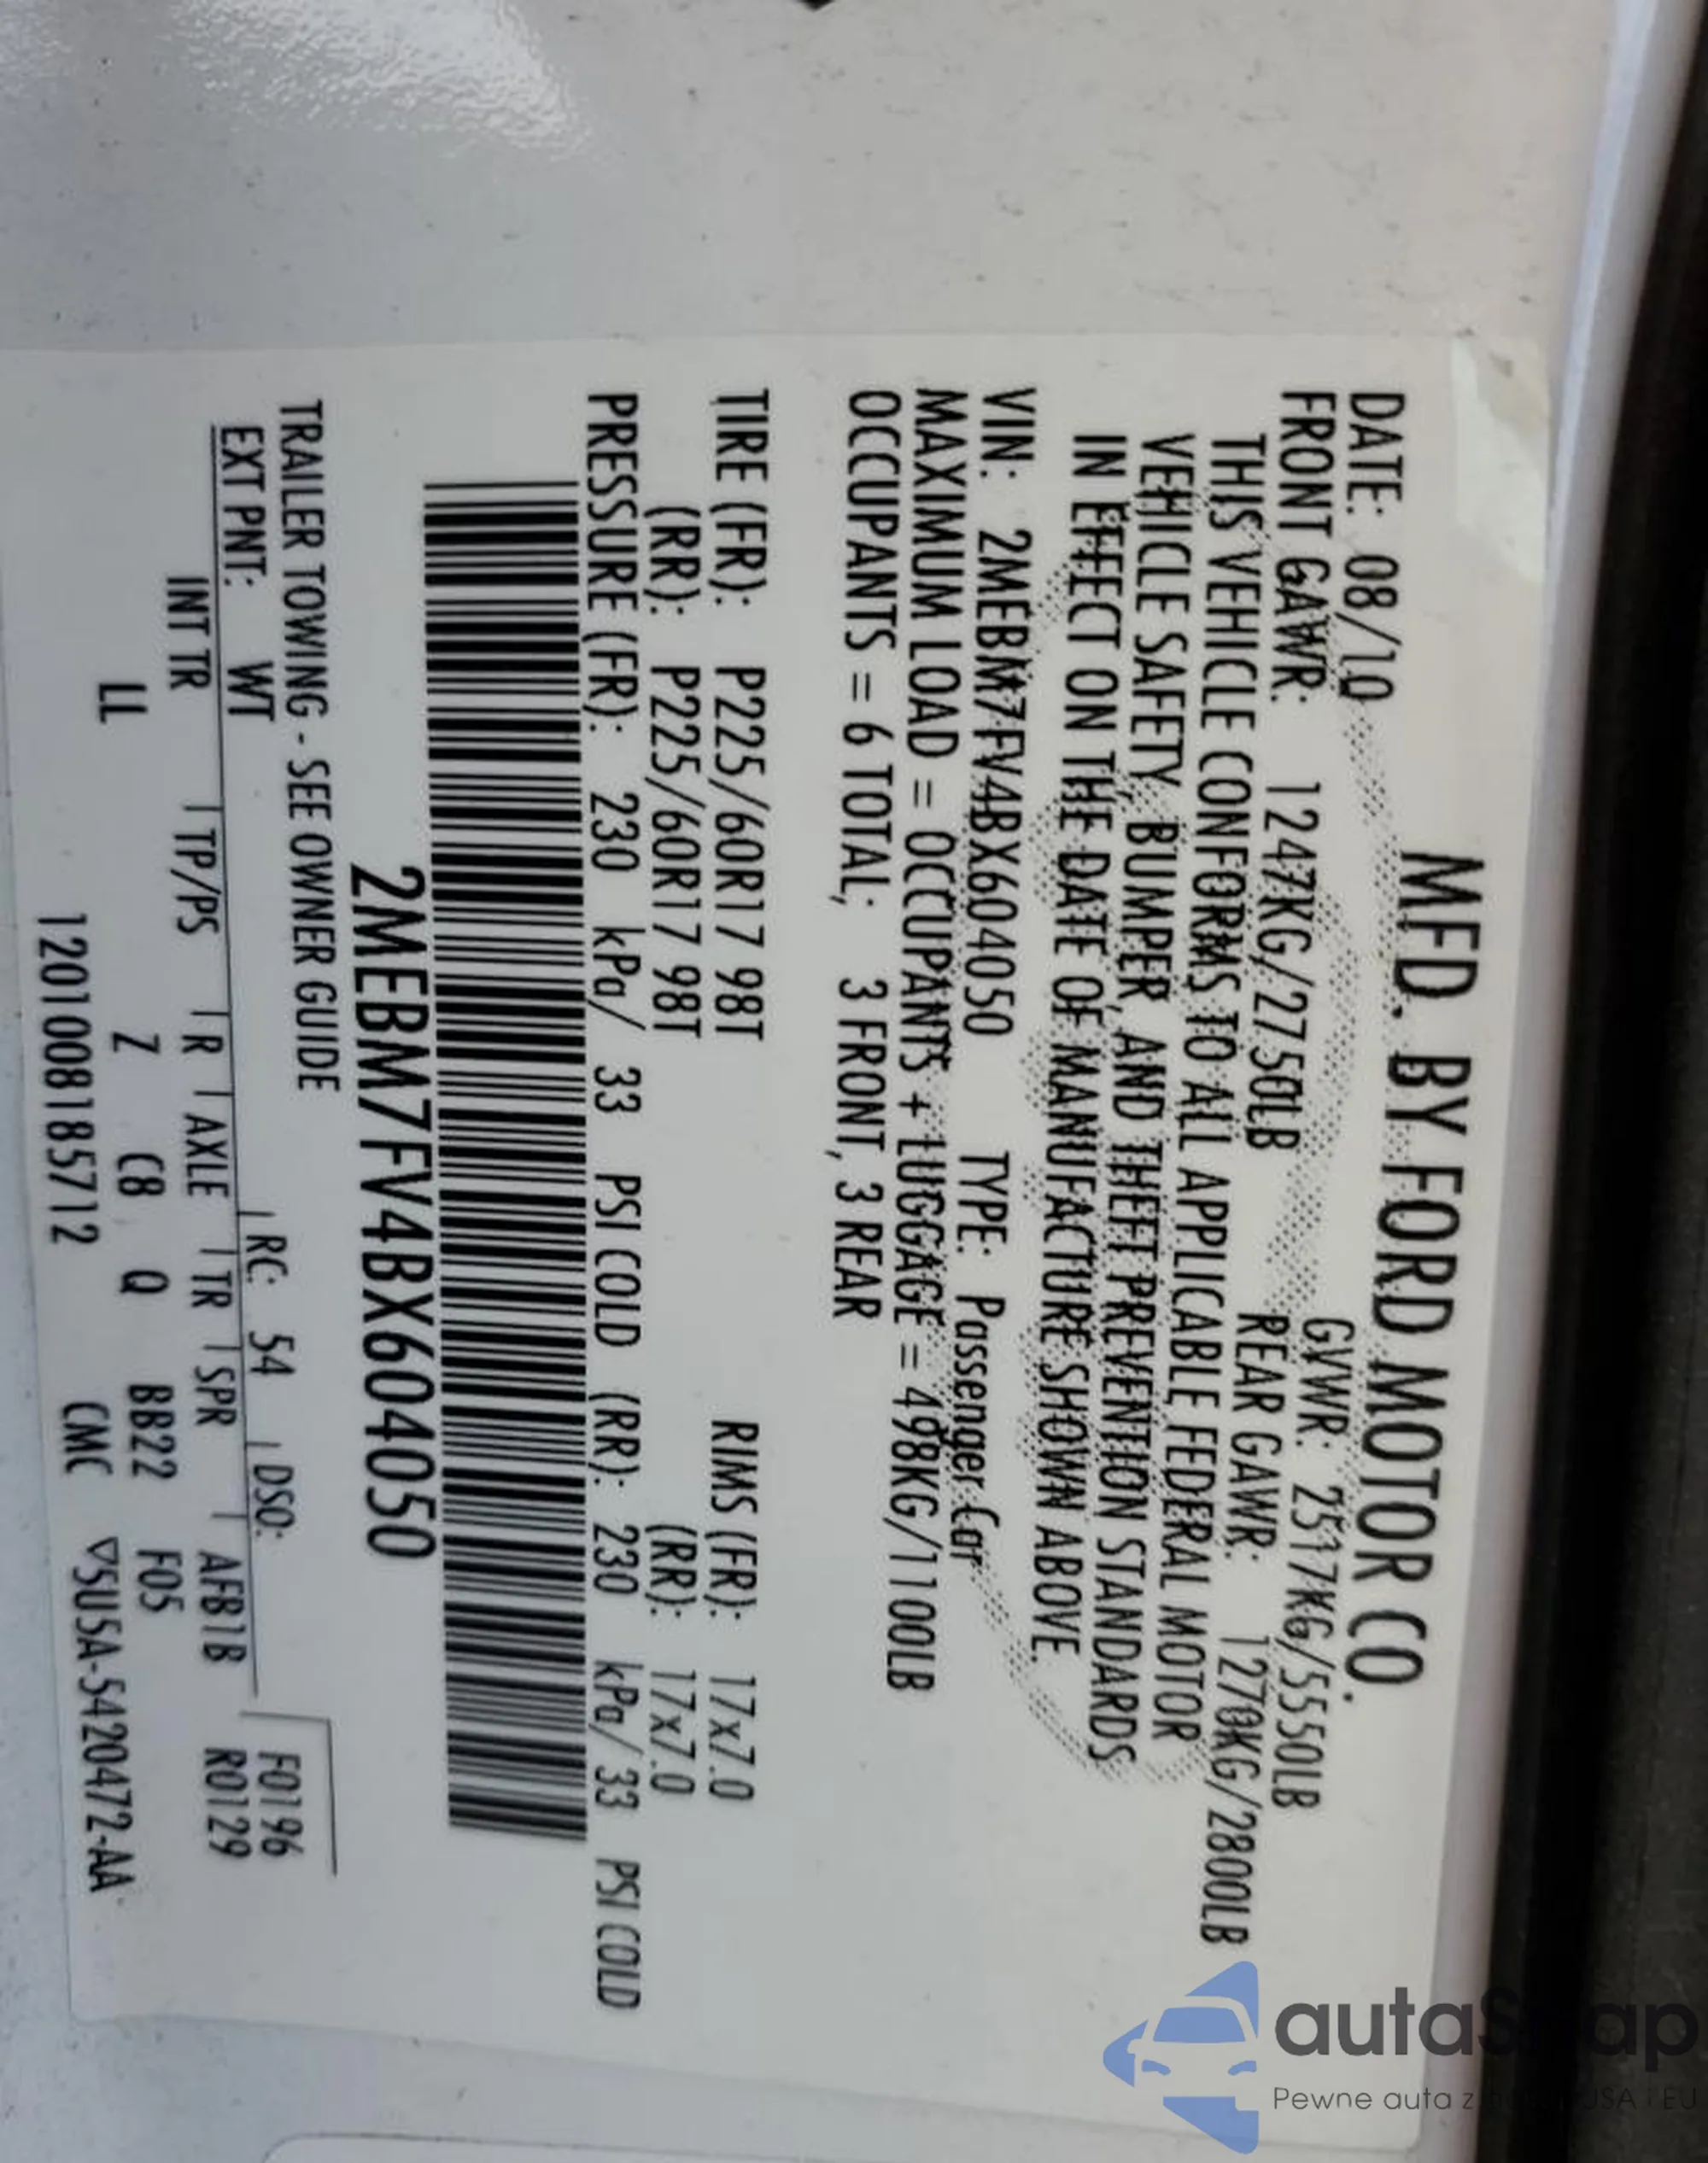 MFD. BY FORD MOTOR CO.
DATE: 08/10 GVWR: 2517KG/5550LB
FRONT GAWR: 1247KG/2750LB REAR GAWR: 1270KG/2800LB
THIS VEHICLE CONFORMS TO ALL APPLICABLE FEDERAL MOTOR
VEHICLE SAFETY, BUMPER, AND THEFT PREVENTION STANDARDS
IN EFFECT ON THE DATE OF MANUFACTURE SHOWN ABOVE.
VIN: 2MEBM7FV4BX604050 TYPE: Passenger Car
MAXIMUM LOAD = OCCUPANTS + LUGGAGE = 498KG/1100LB
OCCUPANTS = 6 TOTAL; 3 FRONT, 3 REAR
TIRE (FR): P225/60R17 98T RIMS (FR): 17x7.0
(RR): P225/60R17 98T (RR): 17x7.0
PRESSURE (FR): 230 kPa/ 33 PSI COLD (RR): 230 kPa/ 33 PSI COLD
2MEBM7FV4BX604050
TRAILER TOWING - SEE OWNER GUIDE
EXT PNT: WT RC: 54 DSO: F0196
INT TR TP/PS R AXLE TR SPR AFB1B R0129
LL Z C8 Q BB22 F05
1201008185712 CMC ▽5U5A-5420472-AA
Pewne auta z USA i EU